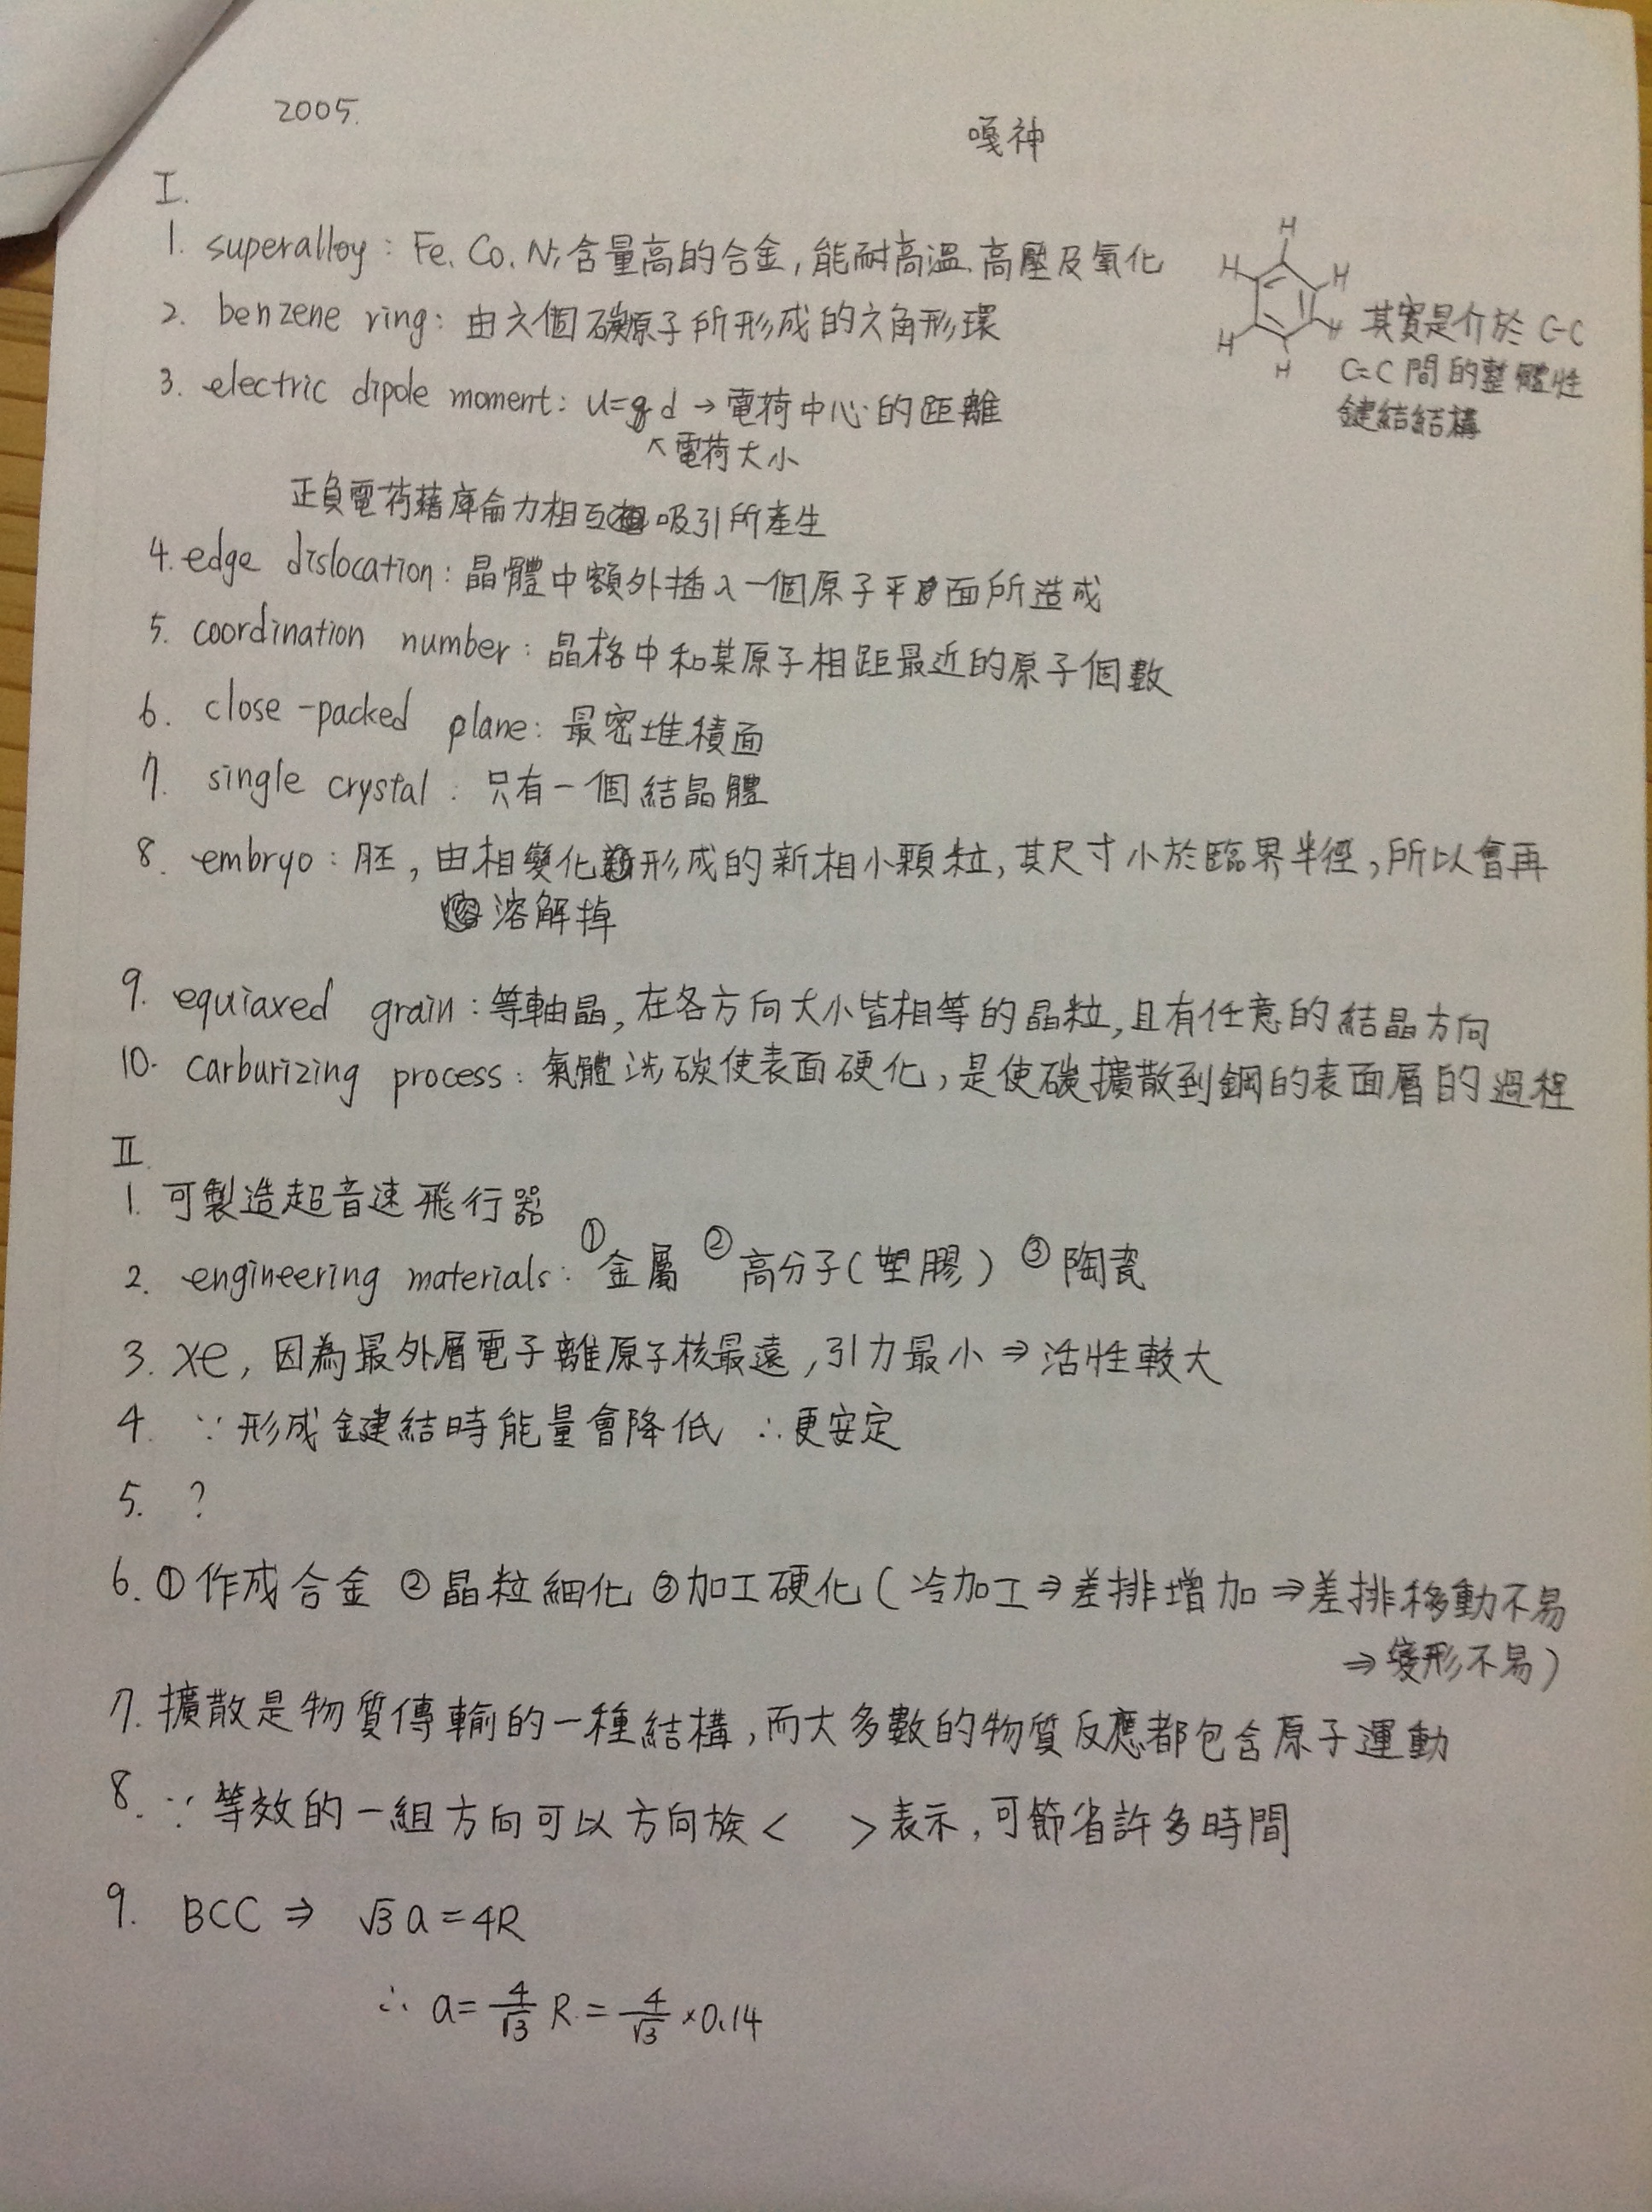 2005.
嘎神
I.
1. superalloy : Fe. Co. Ni 含量高的合金, 能耐高溫、高壓及氧化
2. benzene ring: 由六個碳原子所形成的六角形環
H
H H
H H
H
其實是介於 C-C
C=C 間的整體性
鍵結結構
3. electric dipole moment: u=qd → 電荷中心的距離
↖電荷大小
正負電荷藉庫侖力相互吸引所產生
4. edge dislocation: 晶體中額外插入一個原子平面所造成
5. coordination number: 晶格中和某原子相距最近的原子個數
6. close-packed plane: 最密堆積面
7. single crystal: 只有一個結晶體
8. embryo: 胚, 由相變化形成的新相小顆粒, 其尺寸小於臨界半徑, 所以會再
溶解掉
9. equiaxed grain: 等軸晶, 在各方向大小皆相等的晶粒, 且有任意的結晶方向
10. carburizing process: 氣體滲碳使表面硬化, 是使碳擴散到鋼的表面層的過程
II.
1. 可製造超音速飛行器
2. engineering materials: ①金屬 ②高分子(塑膠) ③陶瓷
3. Xe, 因為最外層電子離原子核最遠, 引力最小 ⇒ 活性較大
4. ∵形成鍵結時能量會降低 ∴更安定
5. ?
6. ①作成合金 ②晶粒細化 ③加工硬化 (冷加工⇒差排增加⇒差排移動不易
⇒變形不易)
7. 擴散是物質傳輸的一種結構, 而大多數的物質反應都包含原子運動
8. ∵等效的一組方向可以方向族< >表示, 可節省許多時間
9. BCC ⇒ √3a=4R
∴ a=4/√3 R = 4/√3 ×0.14